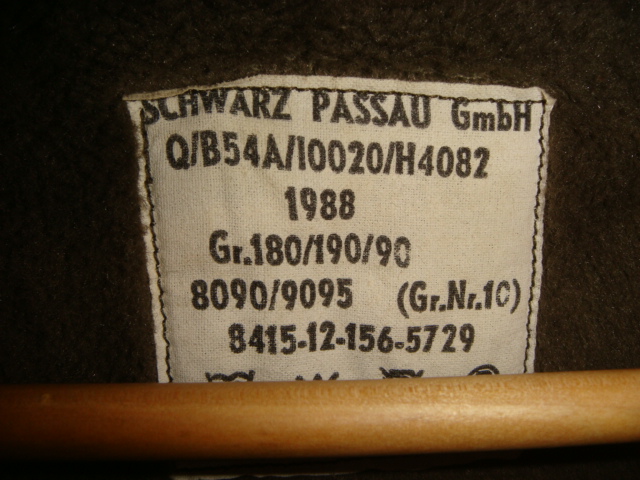 SCHWARZ PASSAU GmbH
Q/B54A/I0020/H4082
1988
Gr.180/190/90
8090/9095 (Gr.Nr.10)
8415-12-156-5729